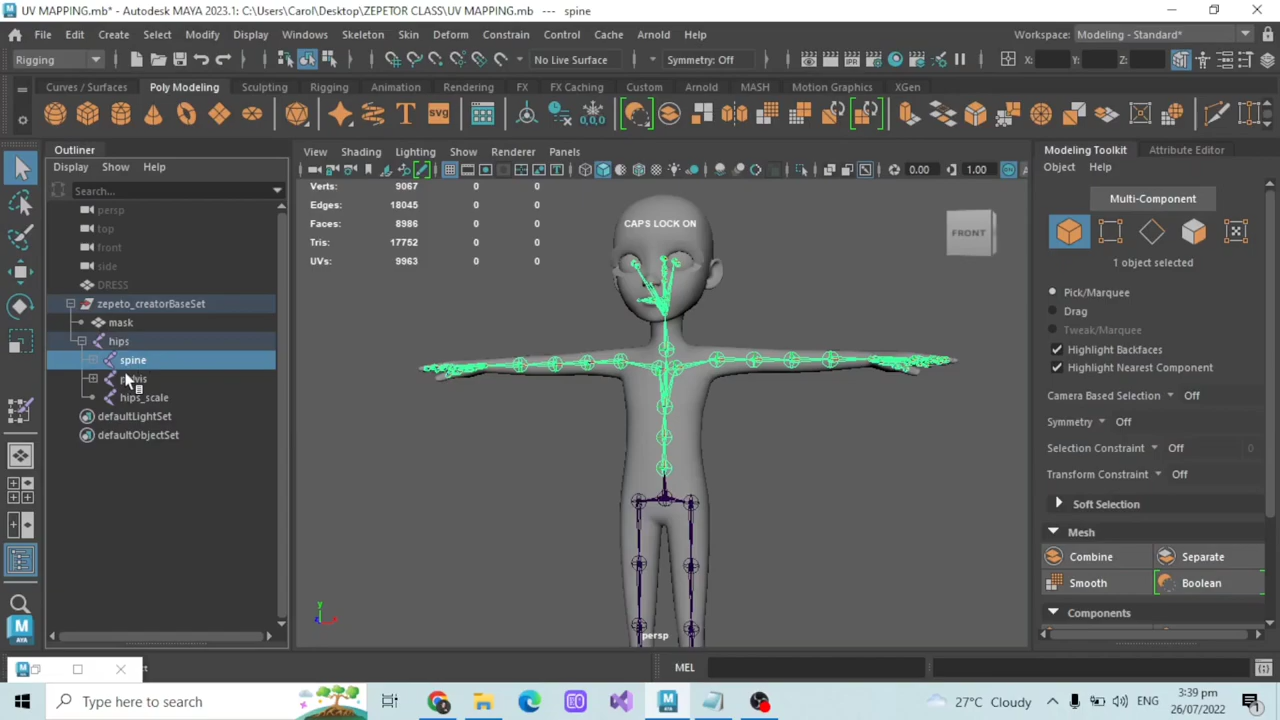 UV MAPPING.mb* - Autodesk MAYA 2023.1: C:\Users\Carol\Desktop\ZEPETOR CLASS\UV MAPPING.mb --- spine
File Edit Create Select Modify Display Windows Skeleton Skin Deform Constrain Control Cache Arnold Help
Workspace: Modeling - Standard*
Rigging
No Live Surface
Symmetry: Off
X: Y: Z:
Curves / Surfaces Poly Modeling Sculpting Rigging Animation Rendering FX FX Caching Custom Arnold MASH Motion Graphics XGen
T svg 0,0,0
Outliner
Display Show Help
Search...
persp
top
front
side
DRESS
zepeto_creatorBaseSet
mask
hips
spine
hips_scale
defaultLightSet
defaultObjectSet
View Shading Lighting Show Renderer Panels
0.00 1.00
Verts: 9067 0 0
Edges: 18045 0 0
Faces: 8986 0 0
Tris: 17752 0 0
UVs: 9963 0 0
CAPS LOCK ON
FRONT
y
persp
Modeling Toolkit Attribute Editor
Object Help
Multi-Component
1 object selected
Pick/Marquee
Drag
Tweak/Marquee
Highlight Backfaces
Highlight Nearest Component
Camera Based Selection Off
Symmetry Off
Selection Constraint Off 0
Transform Constraint Off
Soft Selection
Mesh
Combine Separate
Smooth Boolean
Components
MEL
Type here to search
27°C Cloudy
ENG
3:39 pm
26/07/2022
1